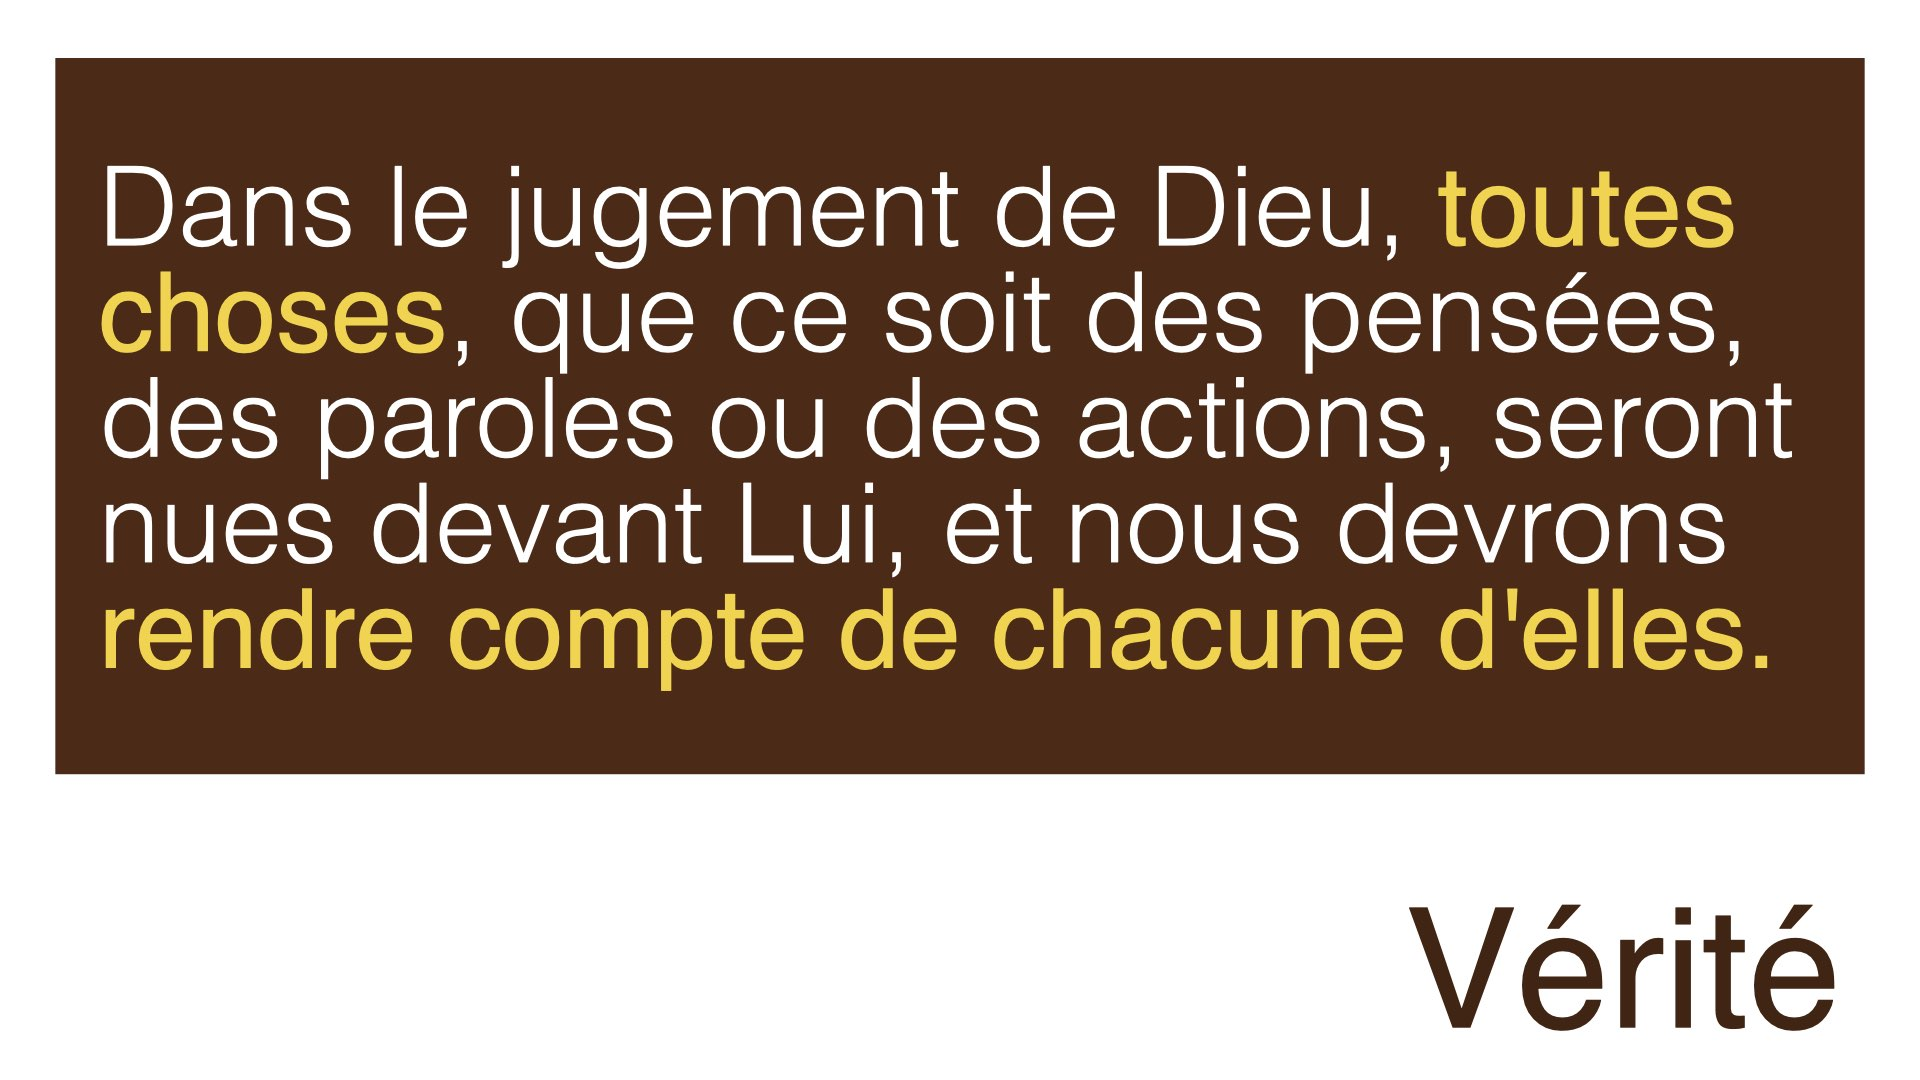 Dans le jugement de Dieu, toutes
choses, que ce soit des pensées,
des paroles ou des actions, seront
nues devant Lui, et nous devrons
rendre compte de chacune d'elles.
Vérité